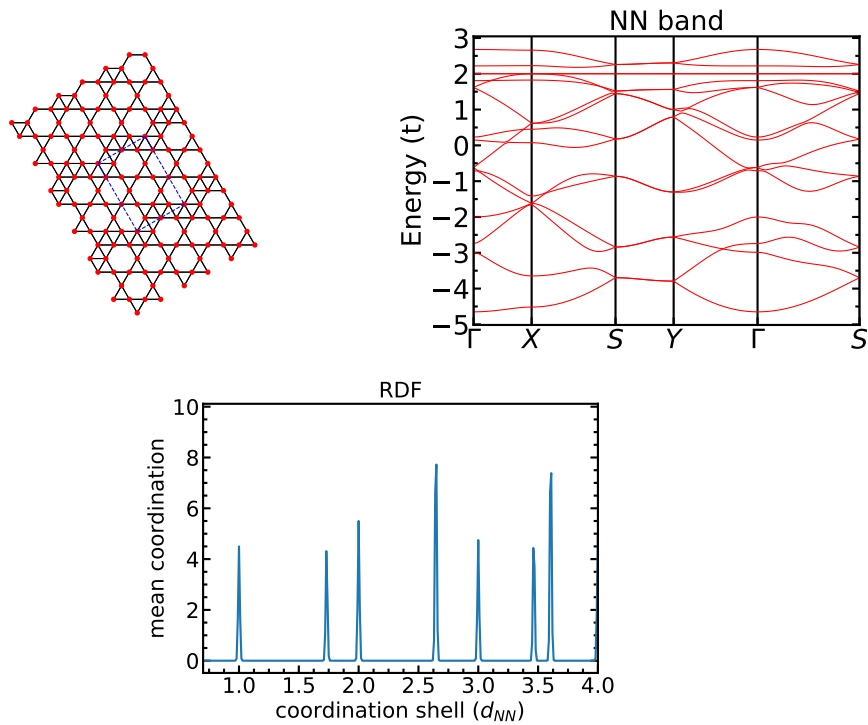 NN band
3
2
1
0
−1
−2
−3
−4
−5
Energy (t)
Γ X S Y Γ S
RDF
10
8
6
4
2
0
mean coordination
1.0 1.5 2.0 2.5 3.0 3.5 4.0
coordination shell (d_NN)